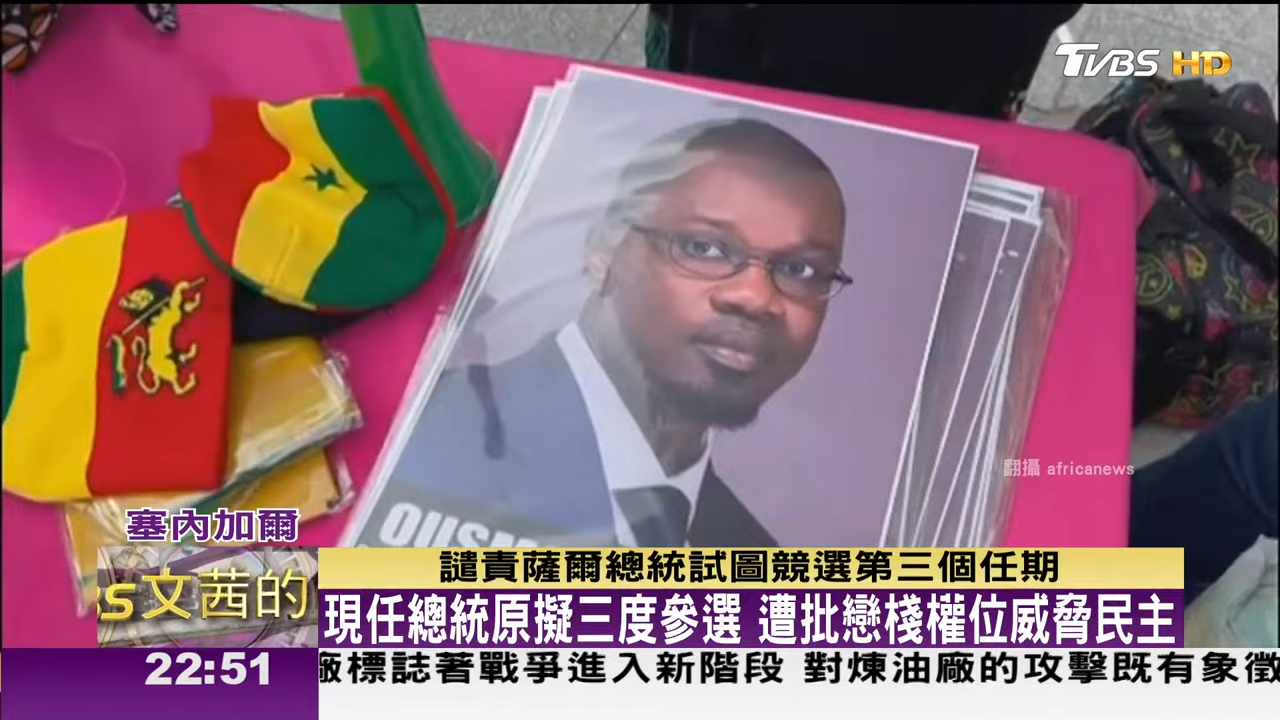 TVBS HD
OUSM
翻攝 africanews
塞內加爾
文茜的
譴責薩爾總統試圖競選第三個任期
現任總統原擬三度參選 遭批戀棧權位威脅民主
22:51
廠標誌著戰爭進入新階段 對煉油廠的攻擊既有象徵